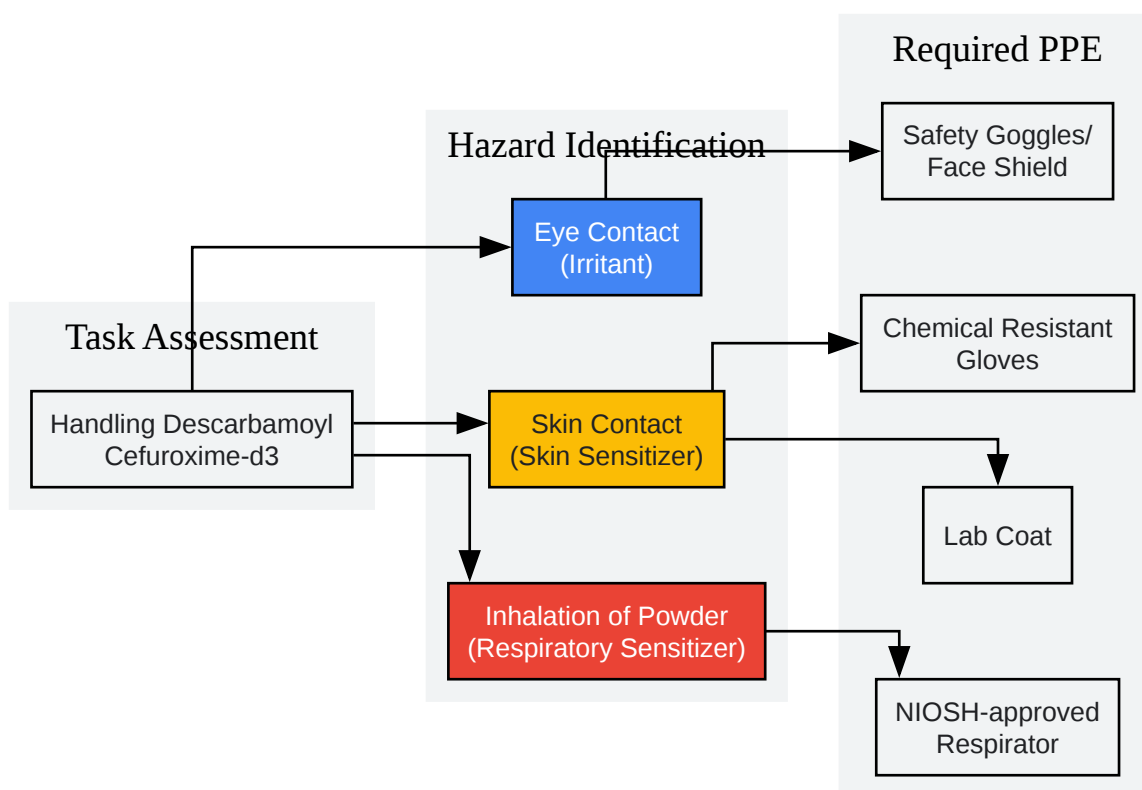 Task Assessment
Handling Descarbamoyl
Cefuroxime-d3
Hazard Identification
Eye Contact
(Irritant)
Skin Contact
(Skin Sensitizer)
Inhalation of Powder
(Respiratory Sensitizer)
Required PPE
Safety Goggles/
Face Shield
Chemical Resistant
Gloves
Lab Coat
NIOSH-approved
Respirator